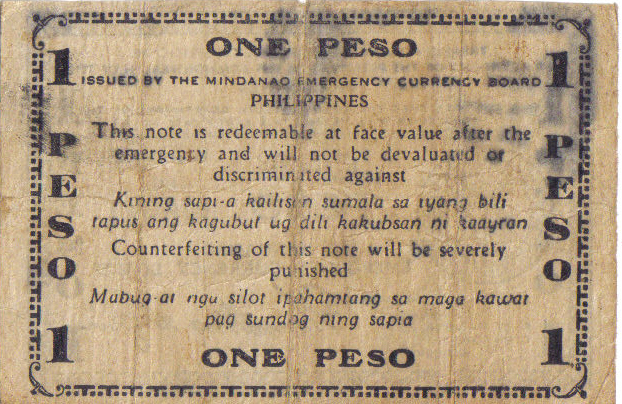 1 ONE PESO 1
ISSUED BY THE MINDANAO EMERGENCY CURRENCY BOARD
PHILIPPINES
PESO
This note is redeemable at face value after the
emergency and will not be devaluated or
discriminated against
Kining sapi-a kailisan sumala sa iyang bili
tapus ang kagubut ug dili kakubsan ni kaayran
Counterfeiting of this note will be severely
punished
Mabug-at nga silot ipahamtang sa maga kawat
pag sundog ning sapia
PESO
1 ONE PESO 1